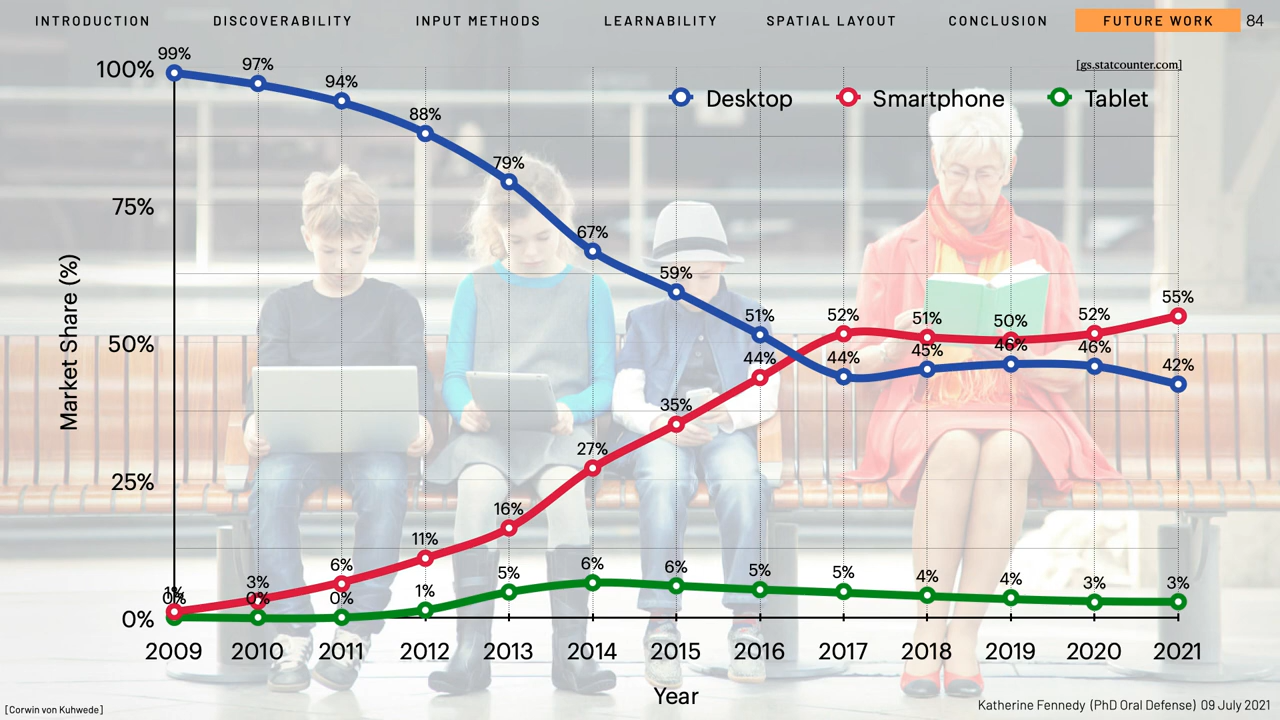 INTRODUCTION DISCOVERABILITY INPUT METHODS LEARNABILITY SPATIAL LAYOUT CONCLUSION FUTURE WORK 84
[gs.statcounter.com]
Desktop Smartphone Tablet
Market Share (%)
100%
75%
50%
25%
0%
99% 97% 94% 88% 79% 67% 59% 51% 44% 45% 46% 46% 42%
1% 3% 6% 11% 16% 27% 35% 44% 52% 51% 50% 52% 55%
0% 0% 0% 1% 5% 6% 6% 5% 5% 4% 4% 3% 3%
2009 2010 2011 2012 2013 2014 2015 2016 2017 2018 2019 2020 2021
Year
[Corwin von Kuhwede]
Katherine Fennedy (PhD Oral Defense) 09 July 2021